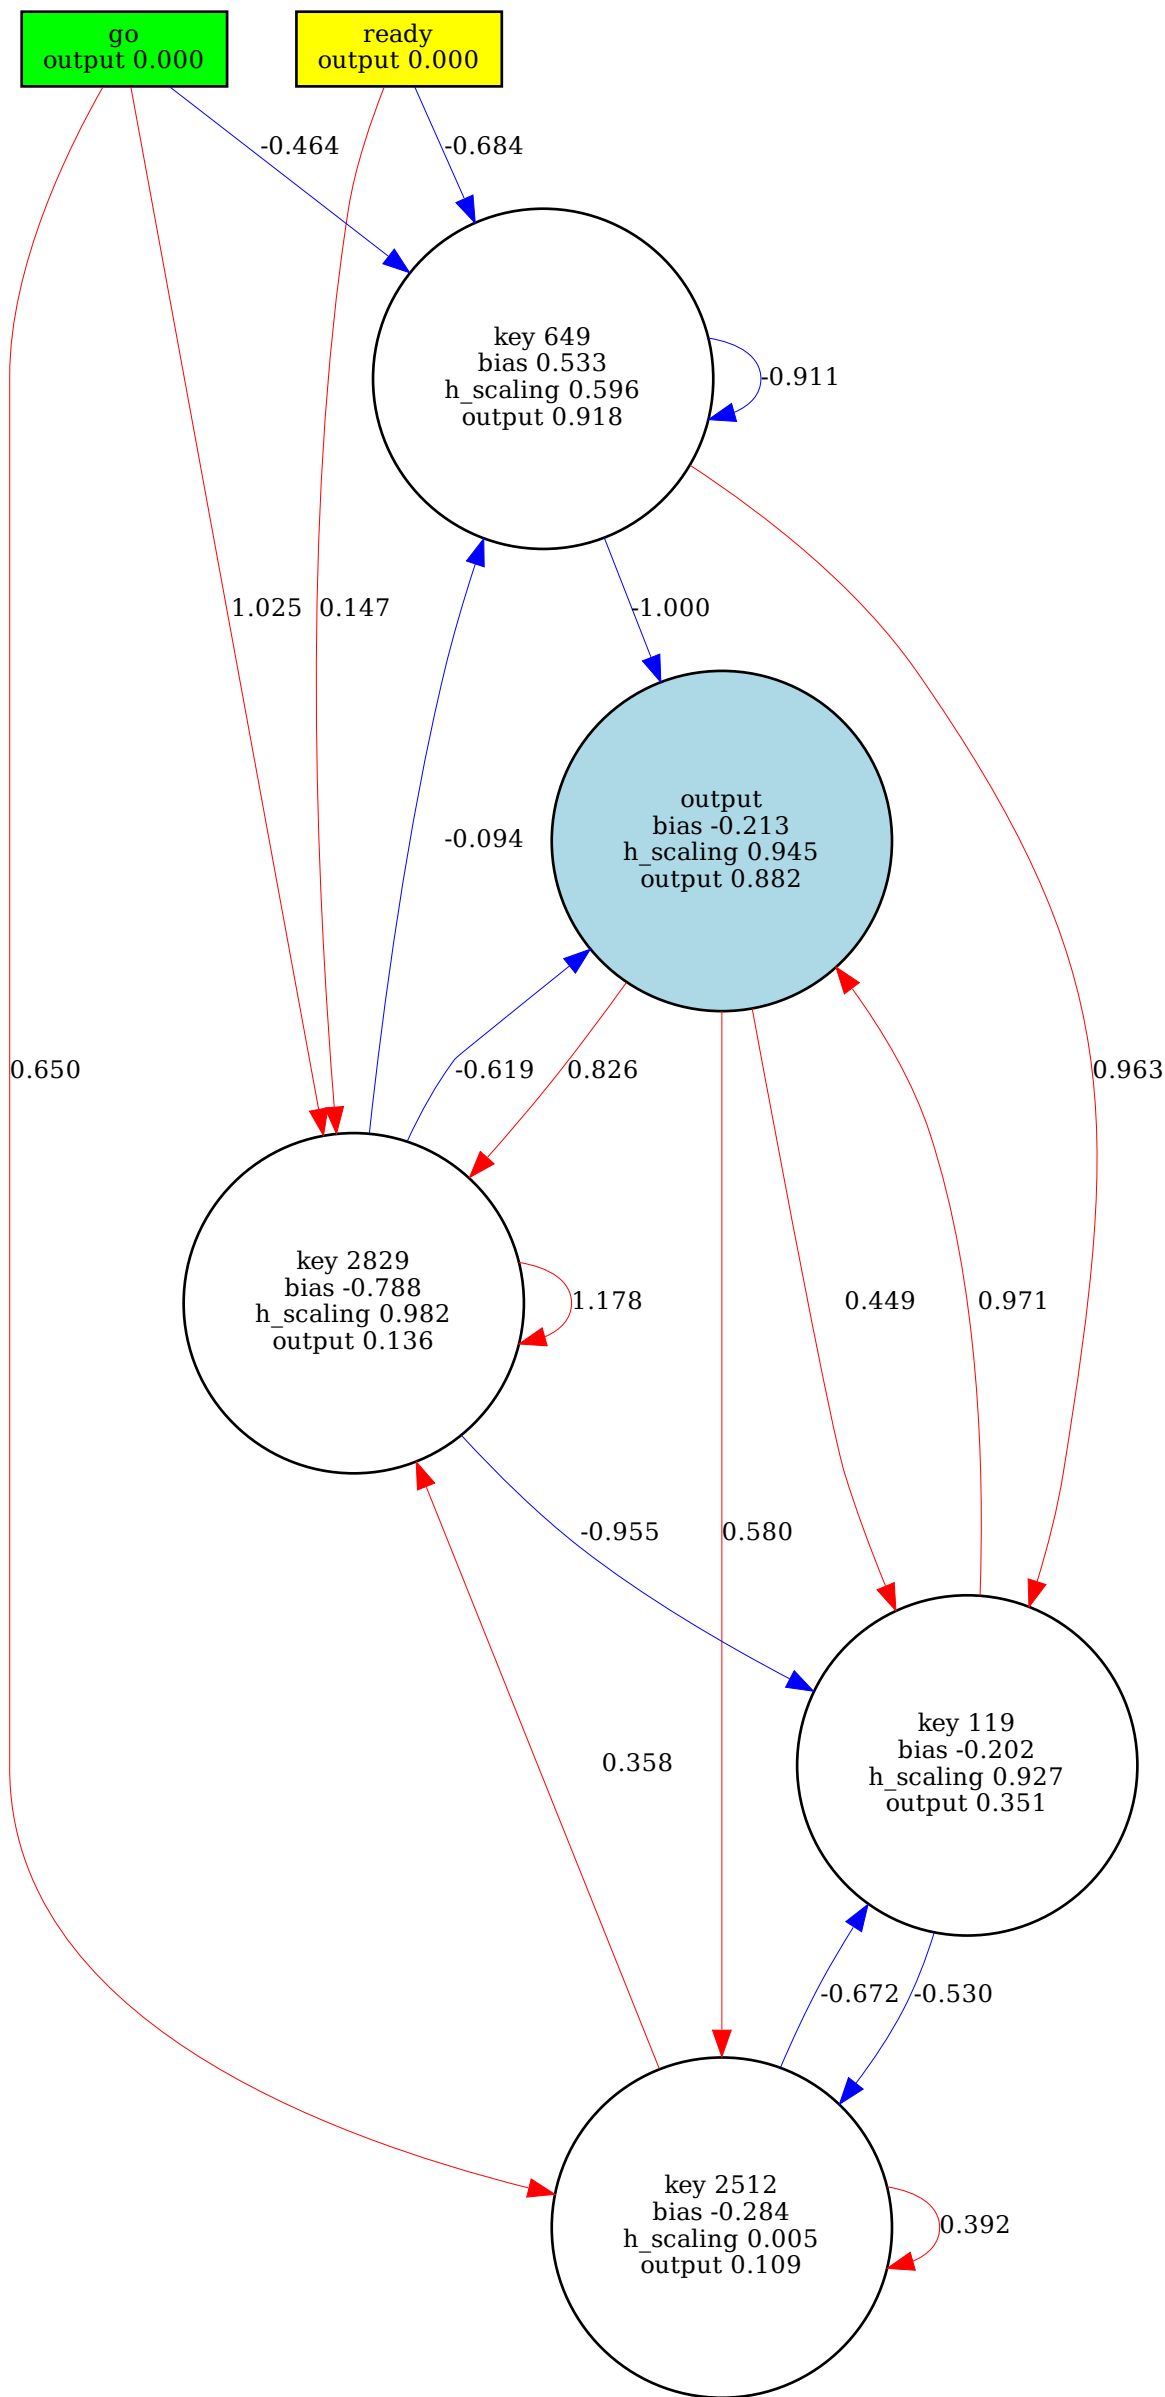 go
output 0.000
ready
output 0.000
-0.464
-0.684
key 649
bias 0.533
h_scaling 0.596
output 0.918
-0.911
1.025
0.147
-1.000
output
bias -0.213
h_scaling 0.945
output 0.882
-0.094
0.650
-0.619
0.826
0.963
key 2829
bias -0.788
h_scaling 0.982
output 0.136
1.178
0.449
0.971
-0.955
0.580
key 119
bias -0.202
h_scaling 0.927
output 0.351
0.358
-0.672
-0.530
key 2512
bias -0.284
h_scaling 0.005
output 0.109
0.392